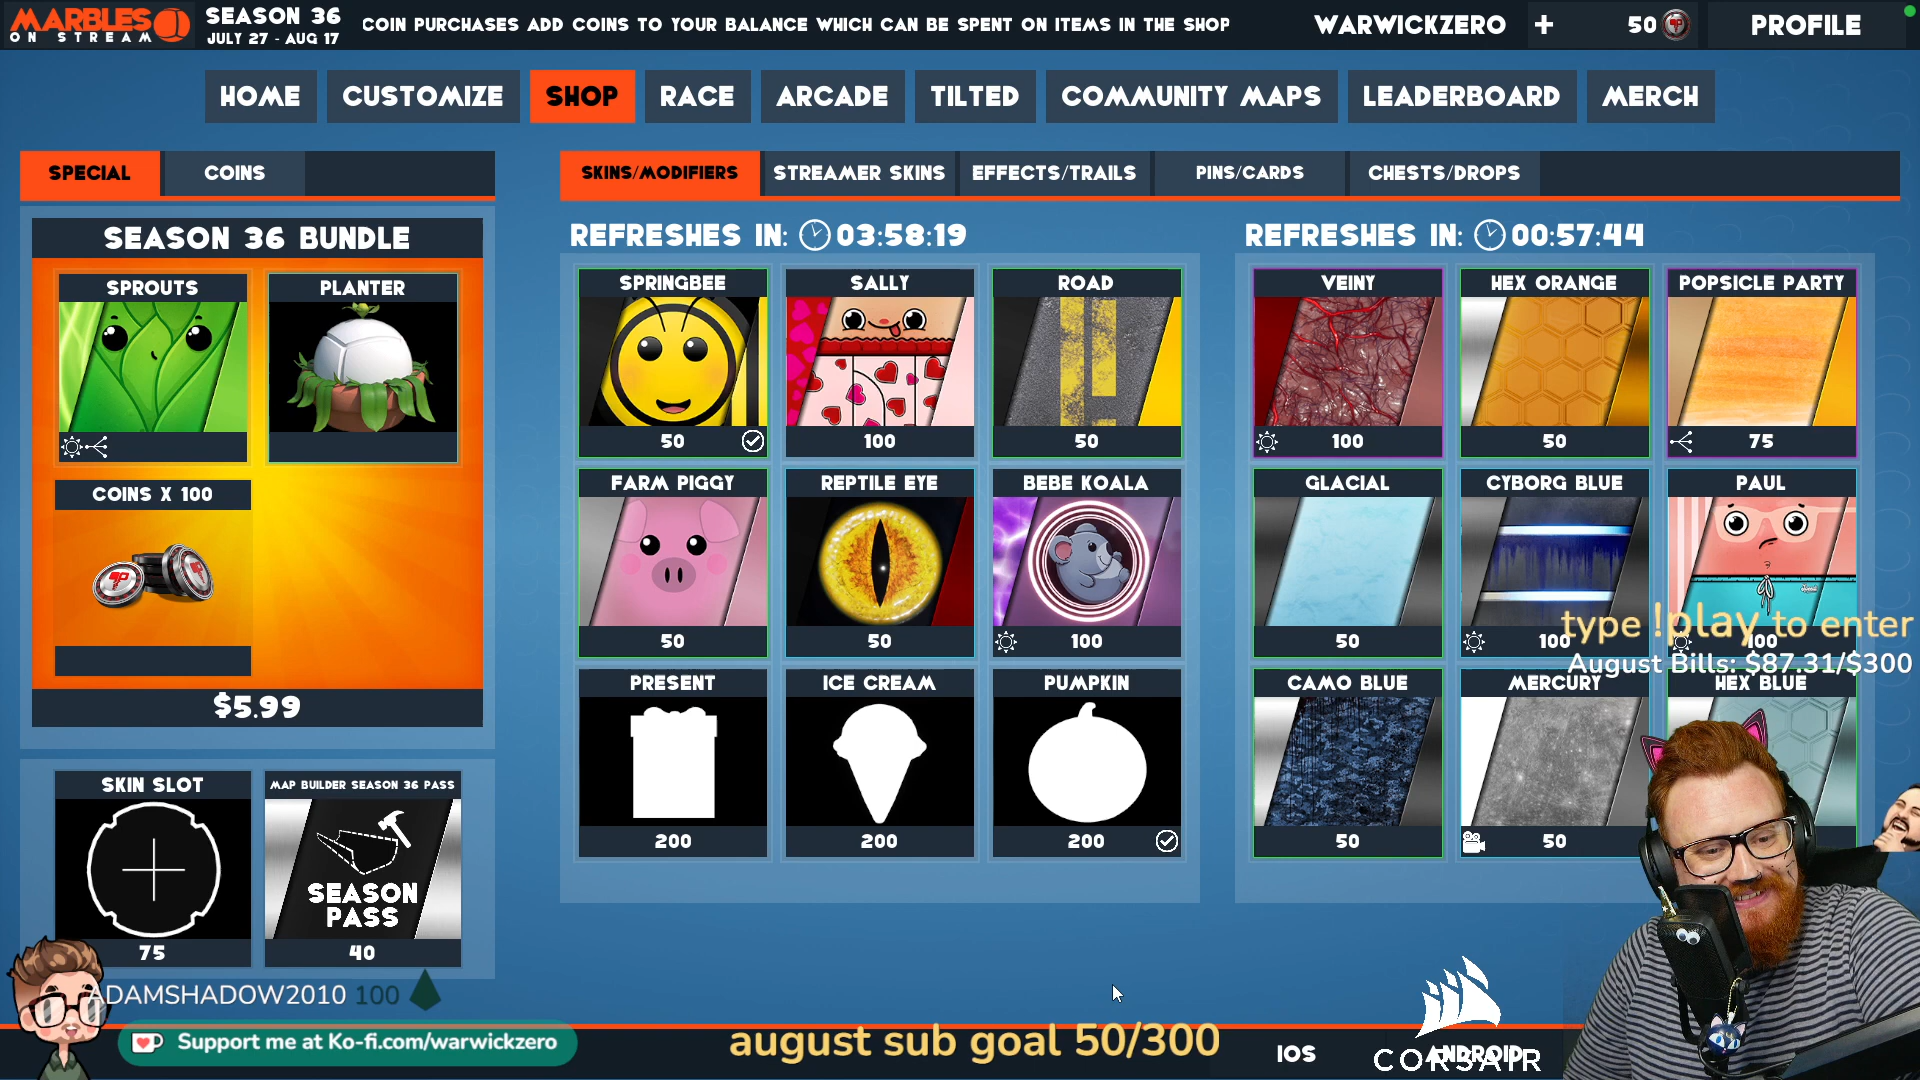 MARBLES
ON STREAM
SEASON 36
JULY 27 - AUG 17
COIN PURCHASES ADD COINS TO YOUR BALANCE WHICH CAN BE SPENT ON ITEMS IN THE SHOP
WARWICKZERO
+
50
PROFILE
HOME
CUSTOMIZE
SHOP
RACE
ARCADE
TILTED
COMMUNITY MAPS
LEADERBOARD
MERCH
SPECIAL
COINS
SEASON 36 BUNDLE
SPROUTS
PLANTER
COINS X 100
$5.99
SKIN SLOT
75
MAP BUILDER SEASON 36 PASS
SEASON
PASS
40
SKINS/MODIFIERS
STREAMER SKINS
EFFECTS/TRAILS
PINS/CARDS
CHESTS/DROPS
REFRESHES IN: 03:58:19
SPRINGBEE
50
SALLY
100
ROAD
50
FARM PIGGY
50
REPTILE EYE
50
BEBE KOALA
100
PRESENT
200
ICE CREAM
200
PUMPKIN
200
REFRESHES IN: 00:57:44
VEINY
100
HEX ORANGE
50
POPSICLE PARTY
75
GLACIAL
50
CYBORG BLUE
100
PAUL
100
CAMO BLUE
50
MERCURY
50
HEX BLUE
type !play to enter
August Bills: $87.31/$300
ADAMSHADOW2010 100
Support me at Ko-fi.com/warwickzero
august sub goal 50/300
IOS
ANDROID
CORSAIR